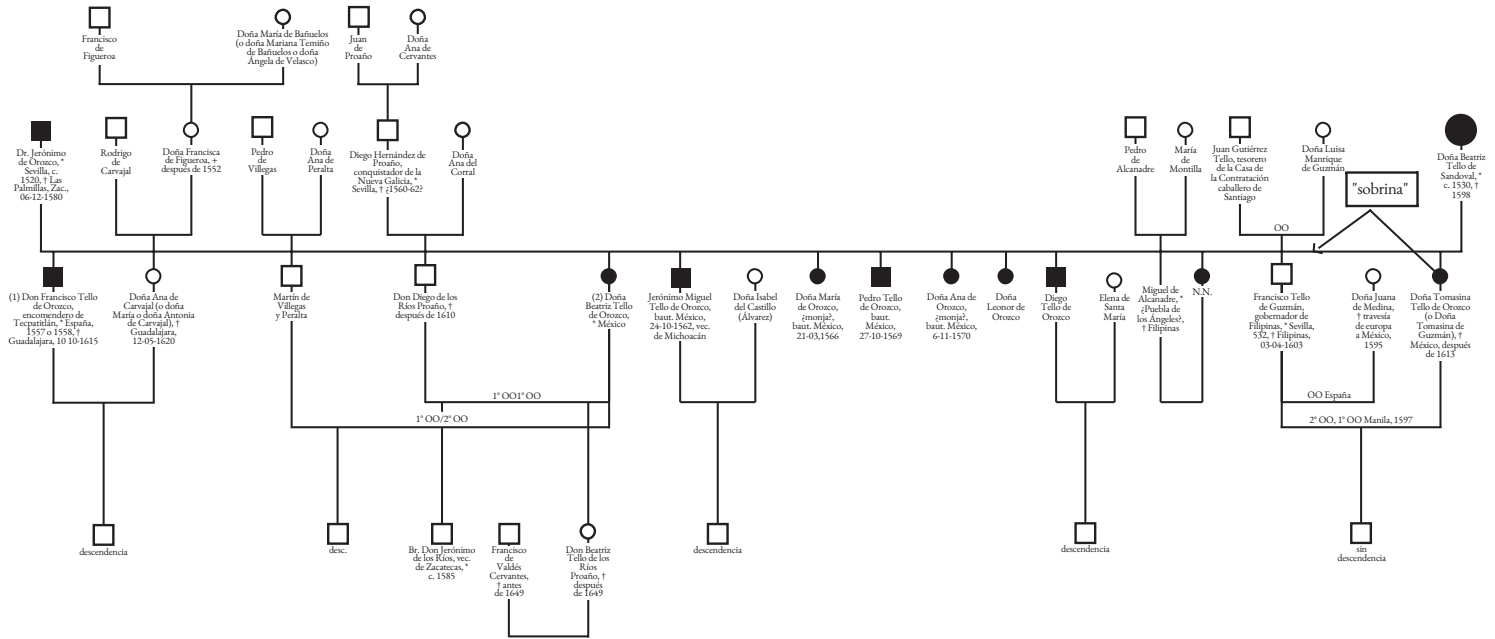 Francisco
de
Figueroa
Doña María de Bañuelos
(o doña Mariana Temiño
de Bañuelos o doña
Ángela de Velasco)
Juan
de
Proaño
Doña
Ana de
Cervantes
Dr. Jerónimo
de Orozco, *
Sevilla, c.
1520, † Las
Palmillas, Zac.,
06-12-1580
Rodrigo
de
Carvajal
Doña Francisca
de Figueroa, +
después de 1552
Pedro
de
Villegas
Doña
Ana de
Peralta
Diego Hernández de
Proaño,
conquistador de la
Nueva Galicia, *
Sevilla, † ¿1560-62?
Doña
Ana del
Corral
Pedro
de
Alcanadre
María
de
Montilla
Juan Gutiérrez
Tello, tesorero
de la Casa de
la Contratación
caballero de
Santiago
Doña Luisa
Manrique
de Guzmán
Doña Beatriz
Tello de
Sandoval, *
c. 1530, †
1598
"sobrina"
OO
(1) Don Francisco Tello
de Orozco,
encomendero de
Tecpatitlán, * España,
1557 o 1558, †
Guadalajara, 10 10-1615
Doña Ana de
Carvajal (o doña
María o doña Antonia
de Carvajal), †
Guadalajara,
12-05-1620
Martín de
Villegas
y Peralta
Don Diego de los
Ríos Proaño, †
después de 1610
(2) Doña
Beatriz Tello
de Orozco,
* México
Jerónimo Miguel
Tello de Orozco,
baut. México,
24-10-1562, vec.
de Michoacán
Doña Isabel
del Castillo
(Álvarez)
Doña María
de Orozco,
¿monja?,
baut. México,
21-03,1566
Pedro Tello
de Orozco,
baut.
México,
27-10-1569
Doña Ana de
Orozco,
¿monja?,
baut. México,
6-11-1570
Doña
Leonor de
Orozco
Diego
Tello de
Orozco
Elena de
Santa
María
Miguel de
Alcanadre, *
¿Puebla de
los Ángeles?,
† Filipinas
N.N.
Francisco Tello
de Guzmán,
gobernador de
Filipinas, * Sevilla,
532, † Filipinas,
03-04-1603
Doña Juana
de Medina,
† travesía
de europa
a México,
1595
Doña Tomasina
Tello de Orozco
(o Doña
Tomasina de
Guzmán), †
México, después
de 1613
1° OO1° OO
OO España
1° OO/2° OO
2° OO, 1° OO Manila, 1597
descendencia
desc.
Br. Don Jerónimo
de los Ríos, vec.
de Zacatecas, *
c. 1585
Francisco
de
Valdés
Cervantes,
† antes
de 1649
Don Beatriz
Tello de los
Ríos
Proaño, †
después
de 1649
descendencia
descendencia
sin
descendencia